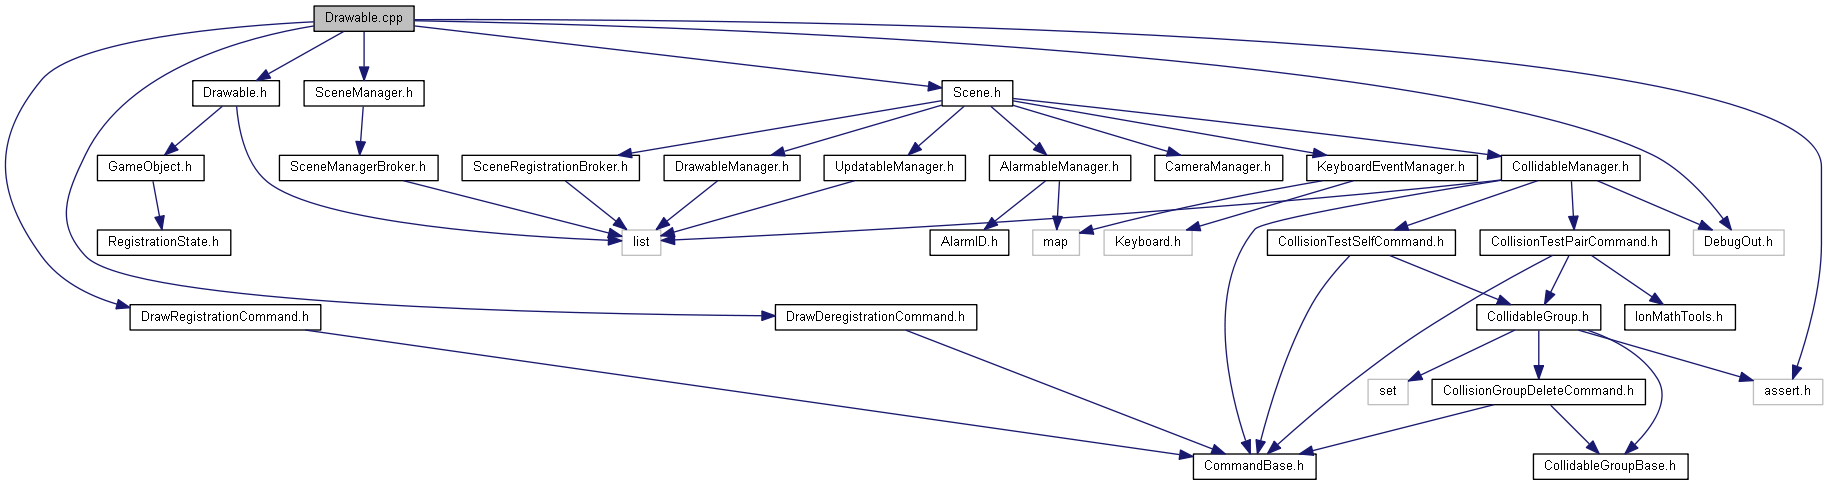 Drawable.cpp
Drawable.h
SceneManager.h
Scene.h
GameObject.h
SceneManagerBroker.h
SceneRegistrationBroker.h
DrawableManager.h
UpdatableManager.h
AlarmableManager.h
CameraManager.h
KeyboardEventManager.h
CollidableManager.h
RegistrationState.h
list
AlarmID.h
map
Keyboard.h
CollisionTestSelfCommand.h
CollisionTestPairCommand.h
DebugOut.h
DrawRegistrationCommand.h
DrawDeregistrationCommand.h
CollidableGroup.h
IonMathTools.h
set
CollisionGroupDeleteCommand.h
assert.h
CommandBase.h
CollidableGroupBase.h